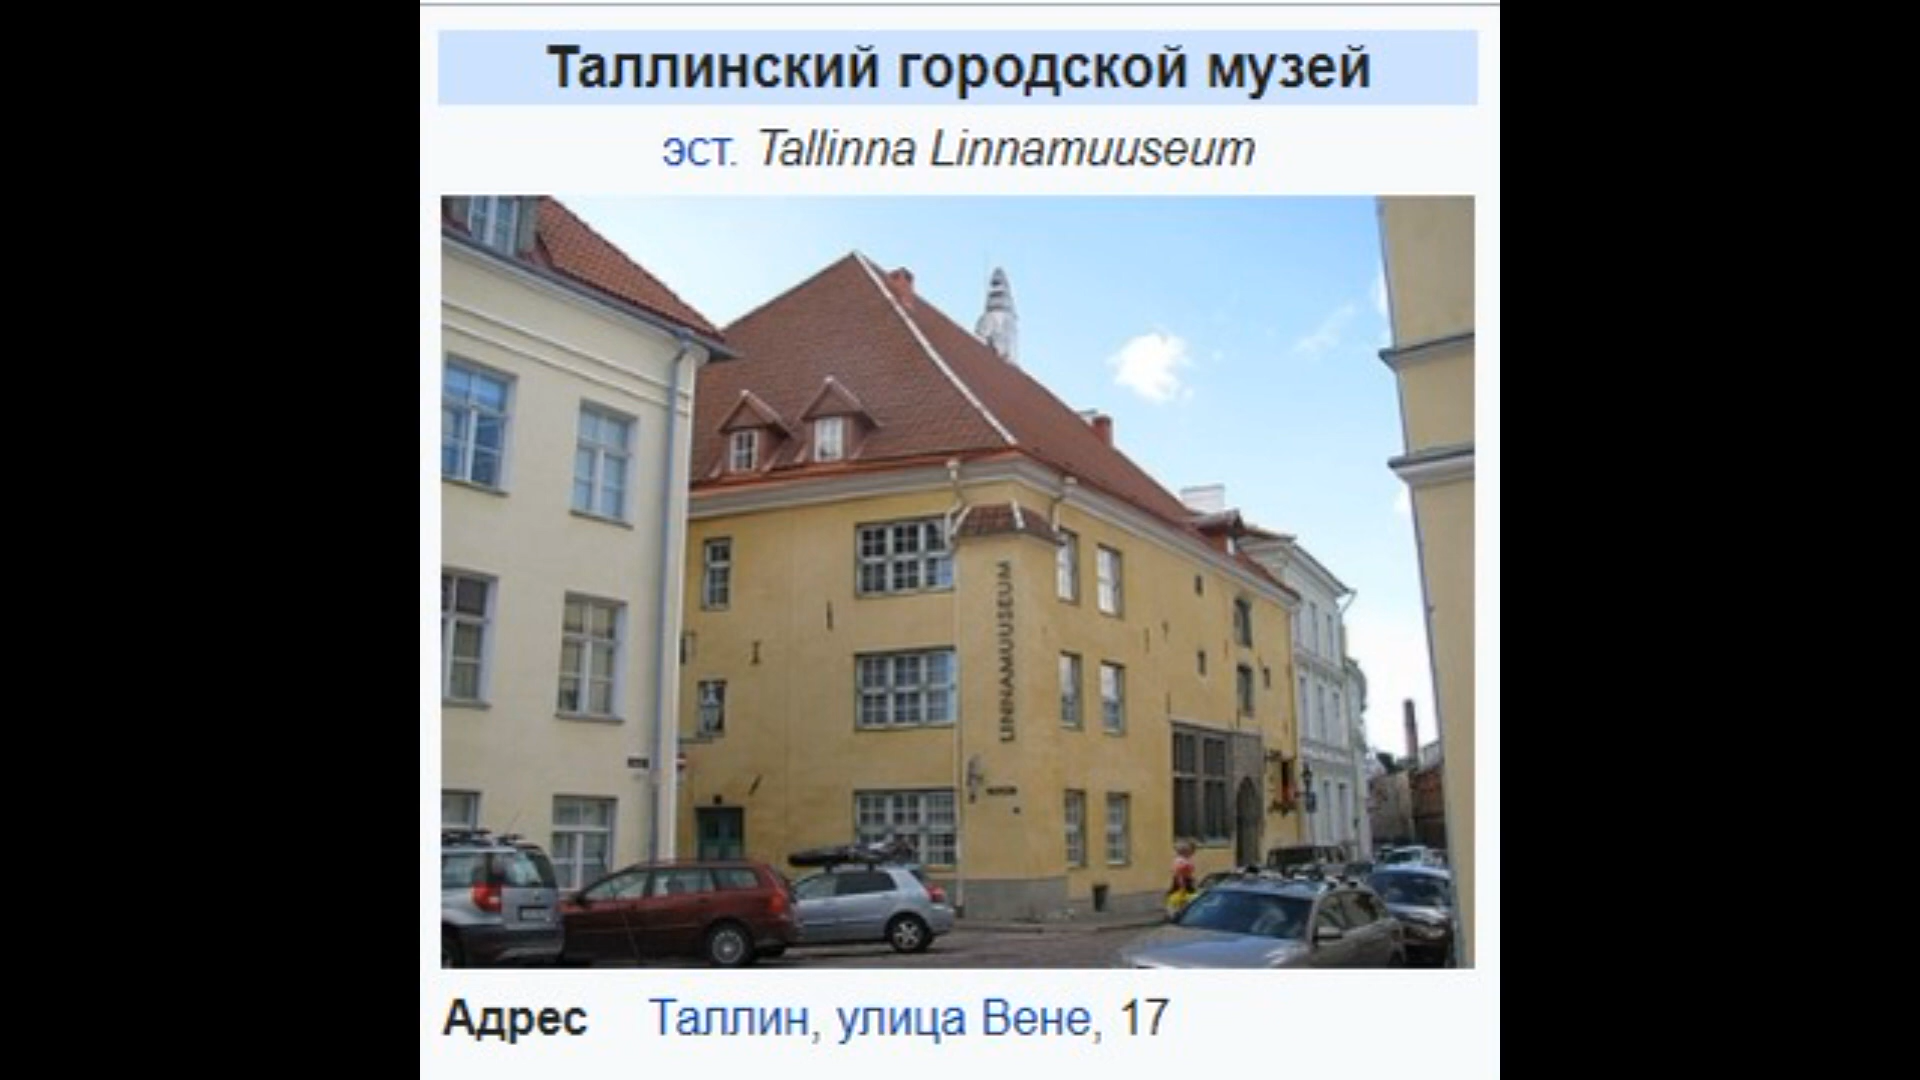 Таллинский городской музей
эст. Tallinna Linnamuuseum
LINNAMUUSEUM
Адрес Таллин, улица Вене, 17